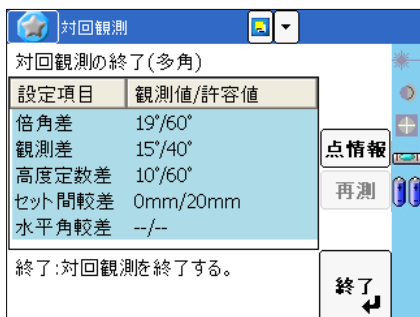 対回観測
対回観測の終了(多角)
設定項目 観測値/許容値
倍角差 19"/60"
観測差 15"/40"
高度定数差 10"/60"
セット間較差 0mm/20mm
水平角較差 --/--
終了:対回観測を終了する。
点情報
再測
終了